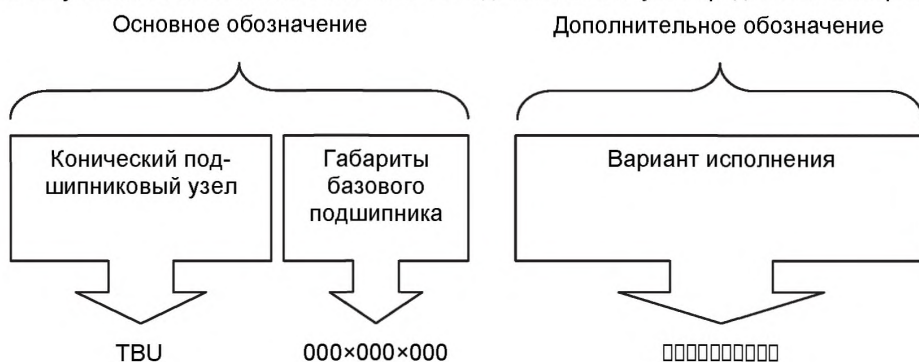 Основное обозначение
Дополнительное обозначение
Конический под-
шипниковый узел
Габариты
базового
подшипника
Вариант исполнения
TBU
000×000×000
▯▯▯▯▯▯▯▯▯▯